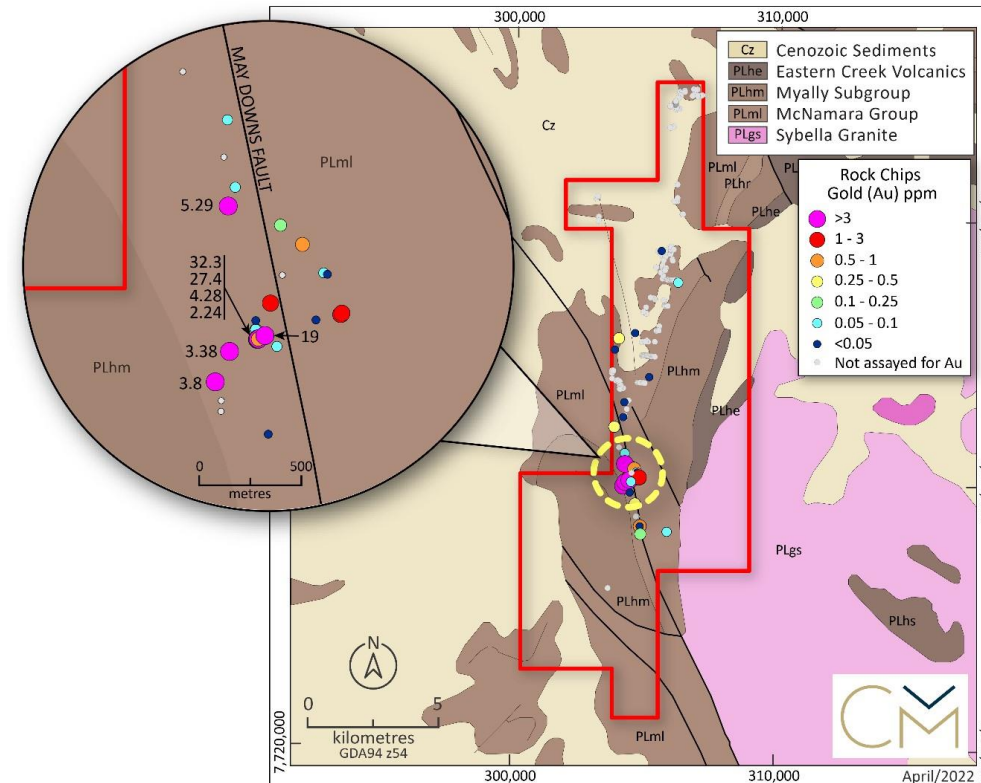 300,000
310,000
Cz Cenozoic Sediments
PLhe Eastern Creek Volcanics
PLhm Myally Subgroup
PLml McNamara Group
PLgs Sybella Granite
Rock Chips
Gold (Au) ppm
>3
1 - 3
0.5 - 1
0.25 - 0.5
0.1 - 0.25
0.05 - 0.1
<0.05
Not assayed for Au
MAY DOWNS FAULT
PLml
5.29
32.3
27.4
4.28
2.24
19
3.38
3.8
PLhm
0 500
metres
Cz
PLml
PLhr
PLhe
PLml
PLhm
PLhe
PLgs
PLhm
PLhs
PLml
N
0 5
kilometres
GDA94 z54
7,720,000
300,000
310,000
CM
April/2022